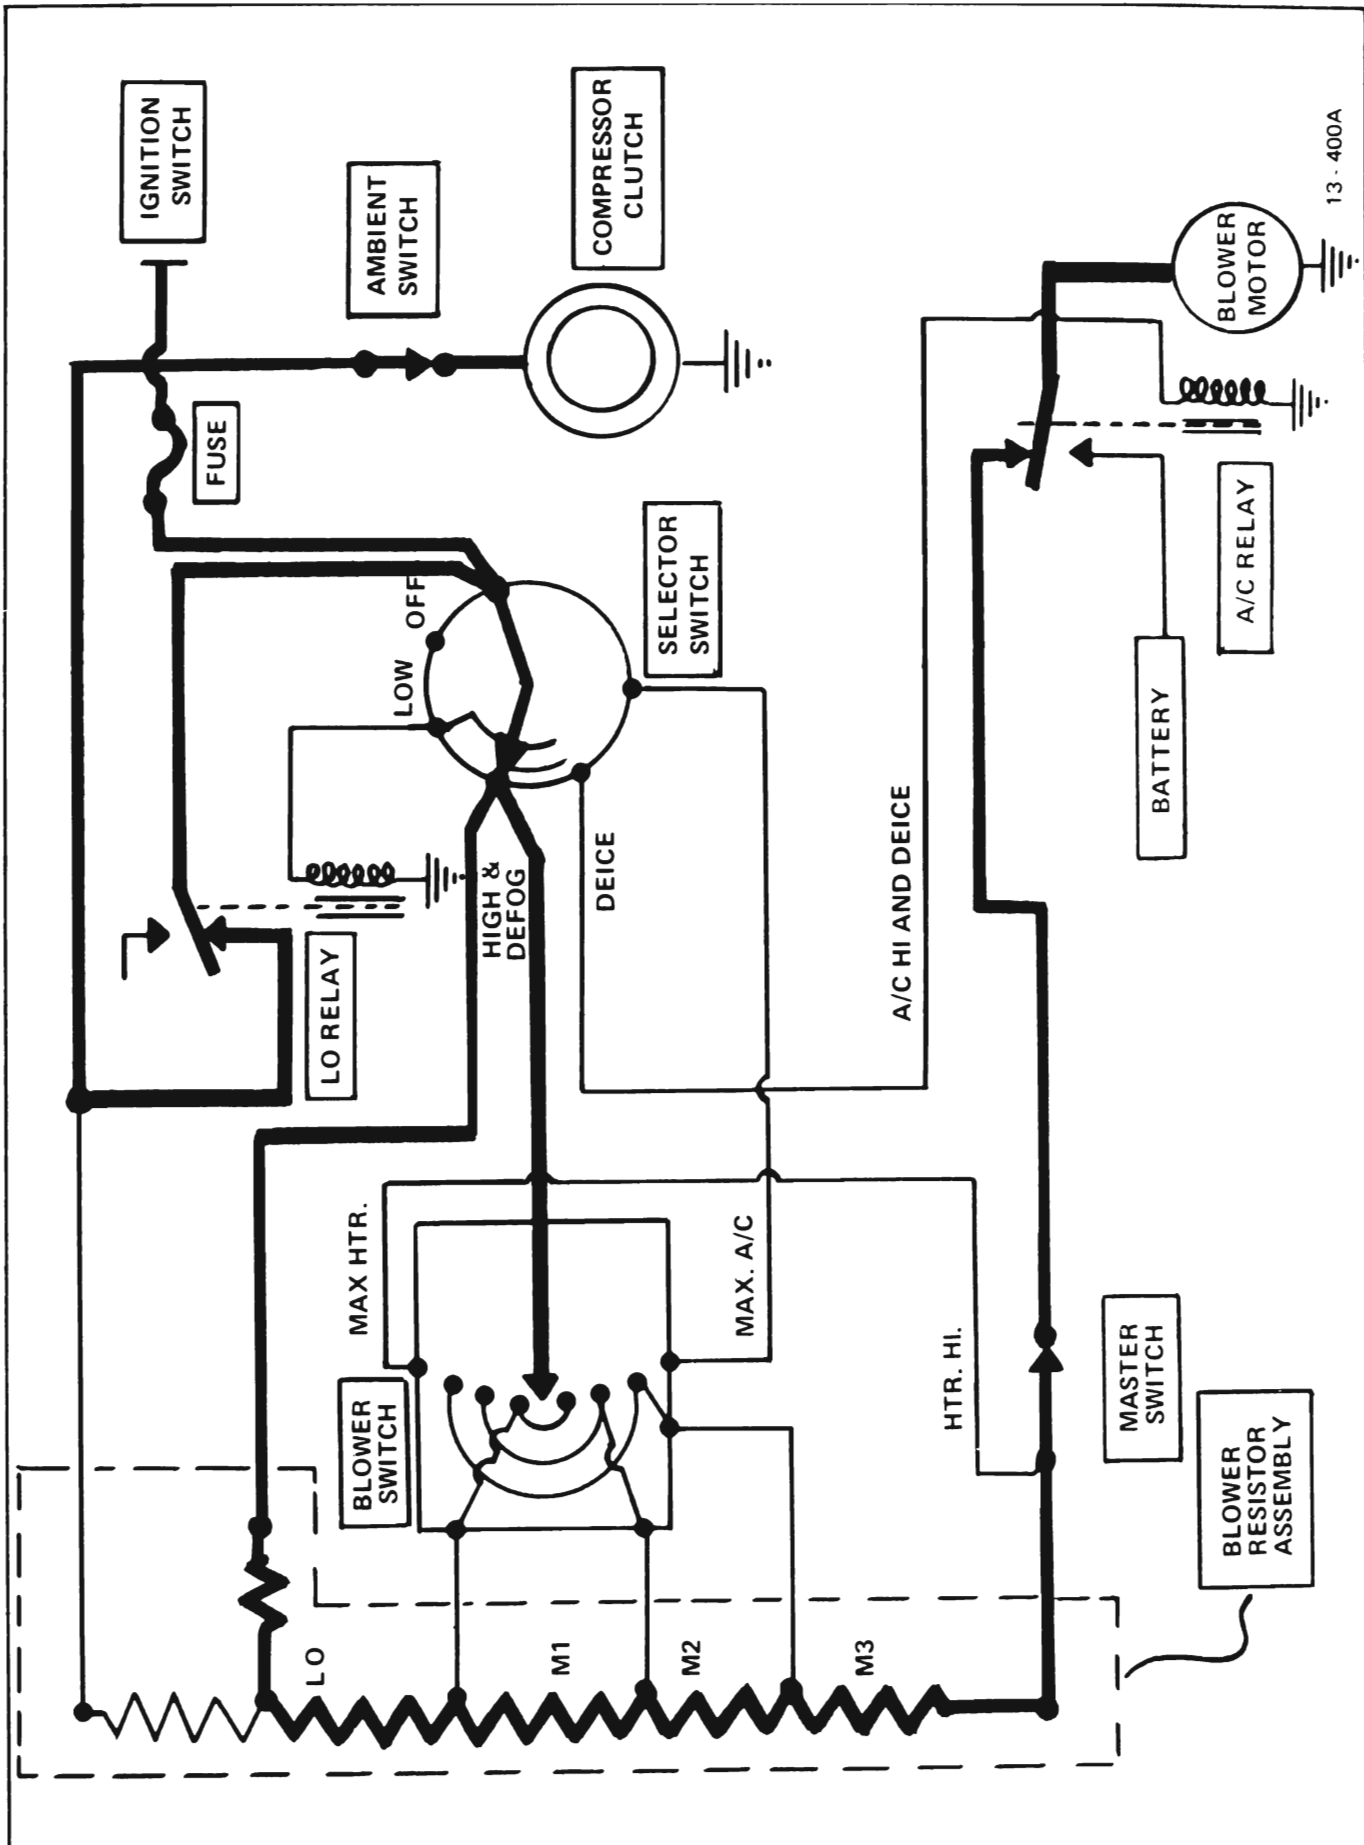 IGNITION
SWITCH
AMBIENT
SWITCH
COMPRESSOR
CLUTCH
FUSE
SELECTOR
SWITCH
OFF
LOW
LO RELAY
HIGH &
DEFOG
DEICE
A/C HI AND DEICE
BLOWER
MOTOR
A/C RELAY
BATTERY
13 - 400A
MAX HTR.
MAX. A/C
BLOWER
SWITCH
HTR. HI.
MASTER
SWITCH
BLOWER
RESISTOR
ASSEMBLY
LO
M1
M2
M3